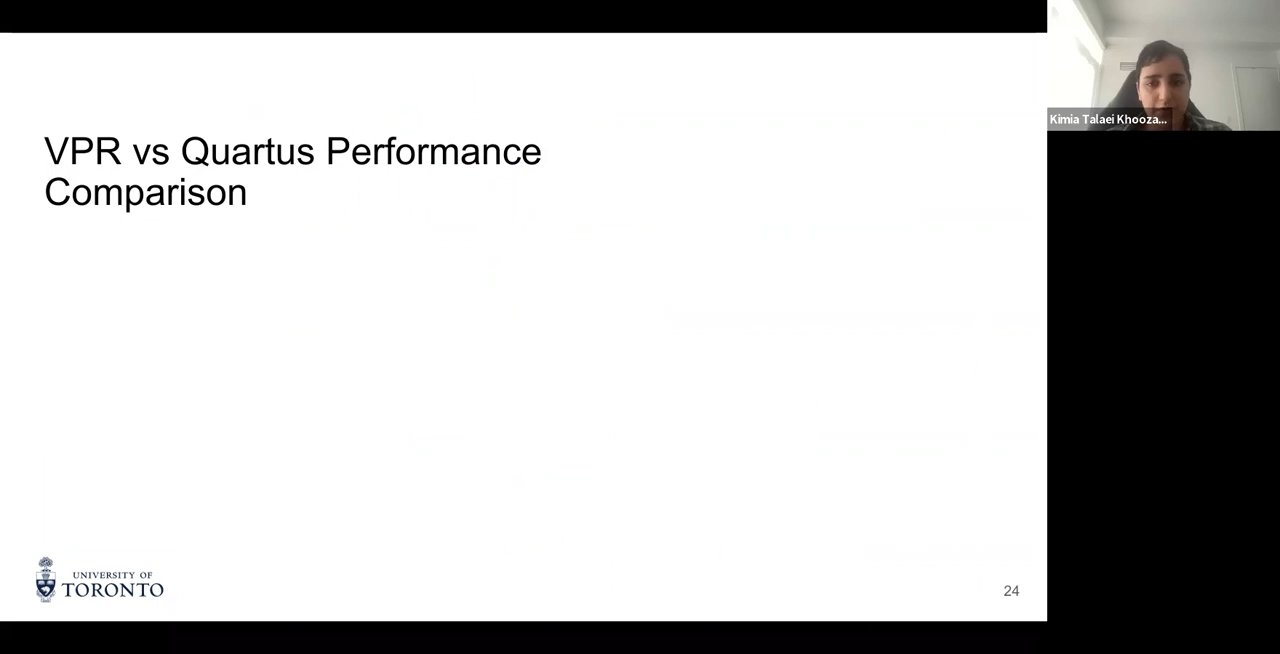 VPR vs Quartus Performance
Comparison
Kimia Talaei Khooza...
UNIVERSITY OF
TORONTO
24